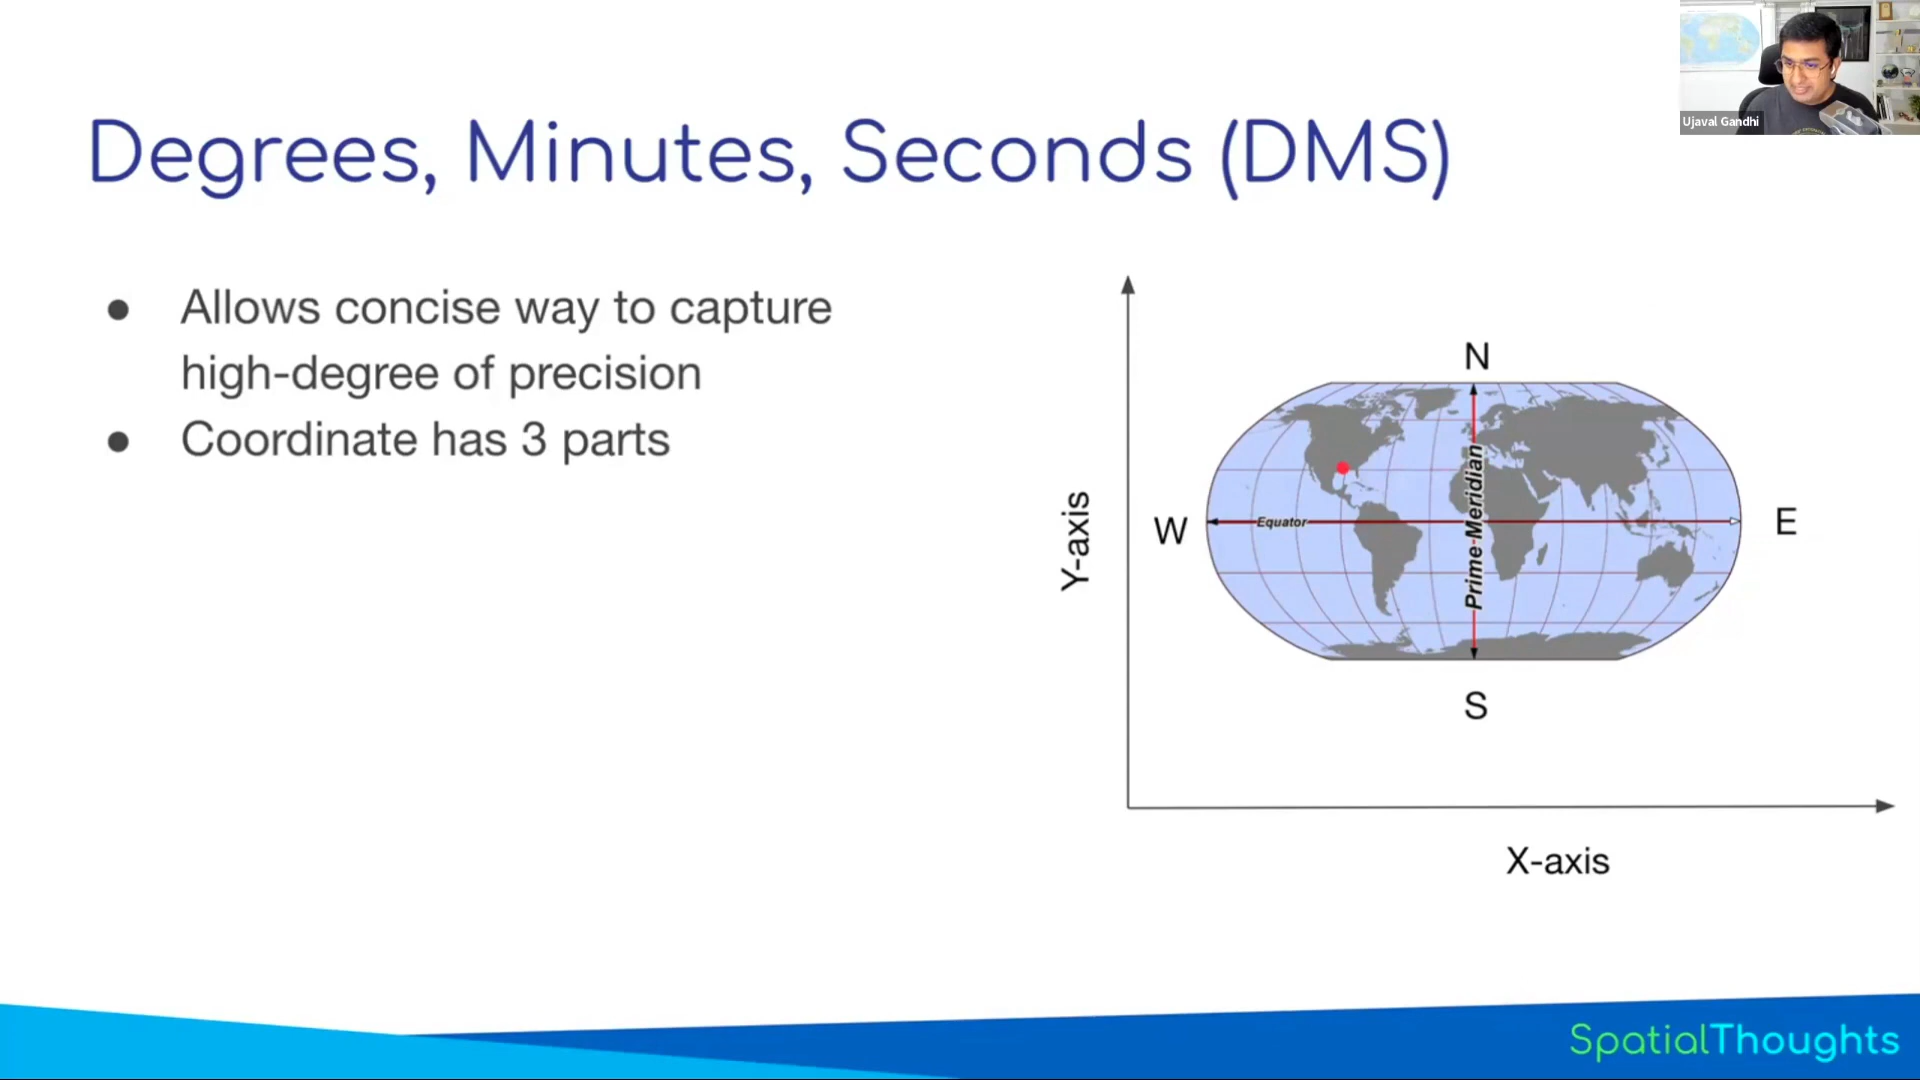 Ujaval Gandhi
Degrees, Minutes, Seconds (DMS)
● Allows concise way to capture
high-degree of precision
● Coordinate has 3 parts
N
Y-axis
W
Equator
Prime Meridian
E
S
X-axis
SpatialThoughts